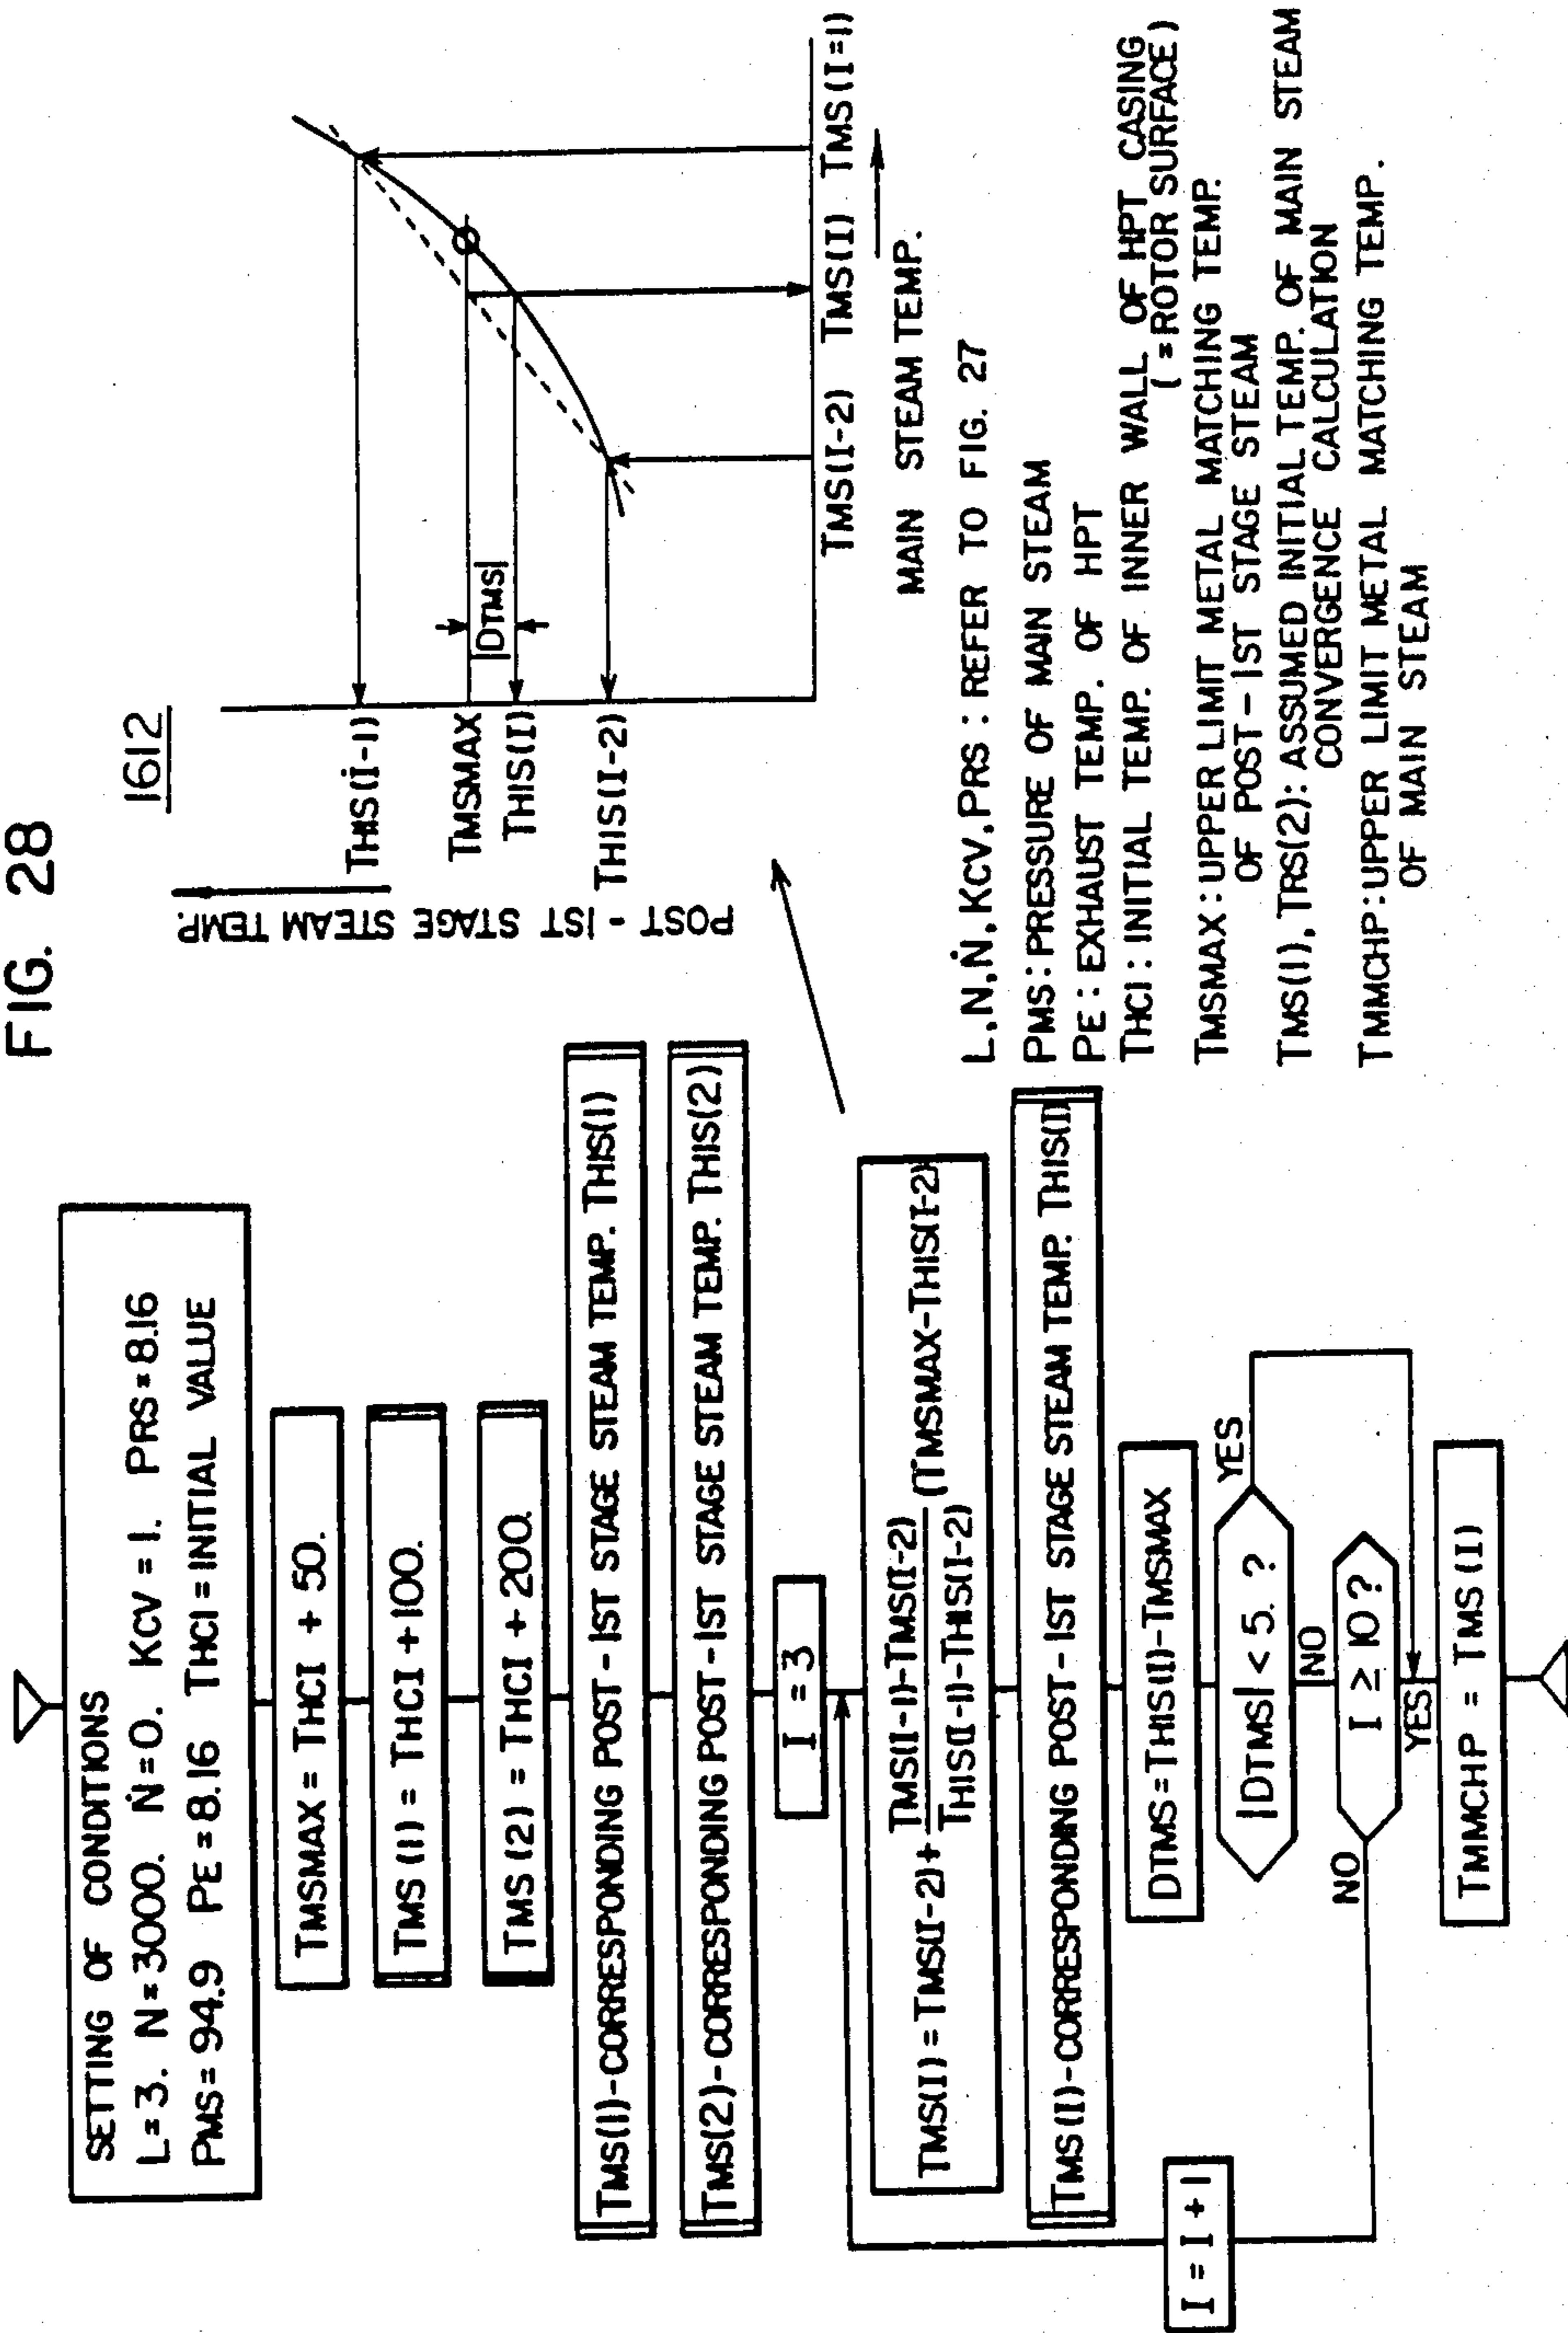 FIG. 28
SETTING OF CONDITIONS
L=3. N=3000. Ṅ=0. KCV=1. PRS=8.16
PMS=94.9 PE=8.16 THCI=INITIAL VALUE
TMSMAX=THCI+50.
TMS(1)=THCI+100.
TMS(2)=THCI+200.
TMS(1)-CORRESPONDING POST-1ST STAGE STEAM TEMP. THIS(1)
TMS(2)-CORRESPONDING POST-1ST STAGE STEAM TEMP. THIS(2)
I=3
TMS(I)=TMS(I-2)+ TMS(I-1)-TMS(I-2) (TMSMAX-THIS(I-2)
THIS(I-1)-THIS(I-2)
TMS(I)-CORRESPONDING POST-1ST STAGE STEAM TEMP. THIS(I)
DTMS=THIS(I)-TMSMAX
|DTMS|<5.?
YES
NO
I≥10?
NO
YES
I=I+1
TMMCHP = TMS(I)
1612
POST-1ST STAGE STEAM TEMP.
THIS(I-1)
TMSMAX
|DTMS|
THIS(I)
THIS(I-2)
TMS(I-2) TMS(I) TMS(I=1)
MAIN STEAM TEMP.
L,N,Ṅ,KCV,PRS: REFER TO FIG. 27
PMS: PRESSURE OF MAIN STEAM
PE: EXHAUST TEMP. OF HPT
THCI: INITIAL TEMP. OF INNER WALL OF HPT CASING
(=ROTOR SURFACE)
TMSMAX: UPPER LIMIT METAL MATCHING TEMP.
OF POST-1ST STAGE STEAM
TMS(1), TRS(2): ASSUMED INITIAL TEMP. OF MAIN STEAM
CONVERGENCE CALCULATION
TMMCHP: UPPER LIMIT METAL MATCHING TEMP.
OF MAIN STEAM